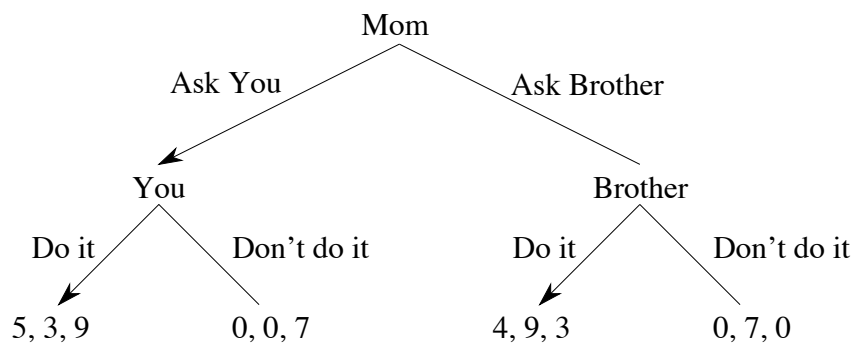 Mom
Ask You
Ask Brother
You
Brother
Do it
Don't do it
Do it
Don't do it
5, 3, 9
0, 0, 7
4, 9, 3
0, 7, 0